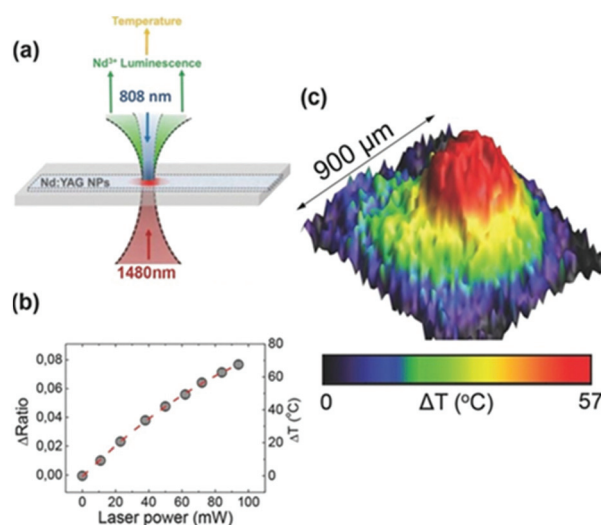 (a)
Temperature
Nd³⁺ Luminescence
808 nm
Nd:YAG NPs
1480nm
(b)
ΔRatio
0,08
0,06
0,04
0,02
0,00
80
60
40
20
0
ΔT (°C)
0 20 40 60 80 100
Laser power (mW)
(c)
900 μm
0 ΔT (°C) 57